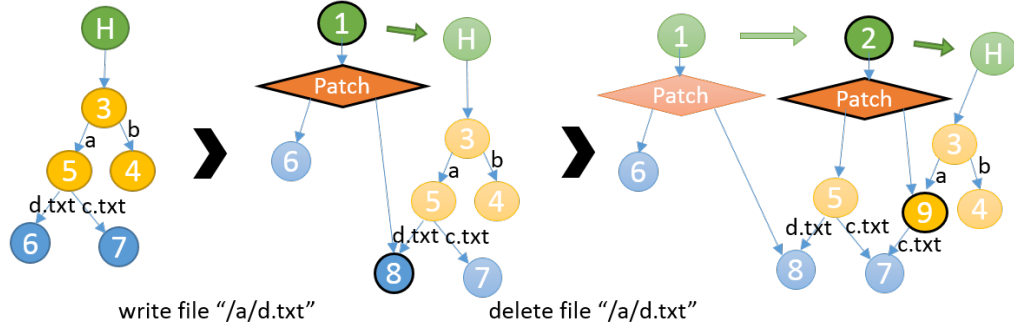 H
3
a
b
5
4
d.txt
c.txt
6
7
write file “/a/d.txt”
1
H
Patch
6
3
a
b
5
4
d.txt
c.txt
8
7
delete file “/a/d.txt”
1
2
H
Patch
Patch
6
3
a
b
5
9
4
d.txt
c.txt
c.txt
8
7